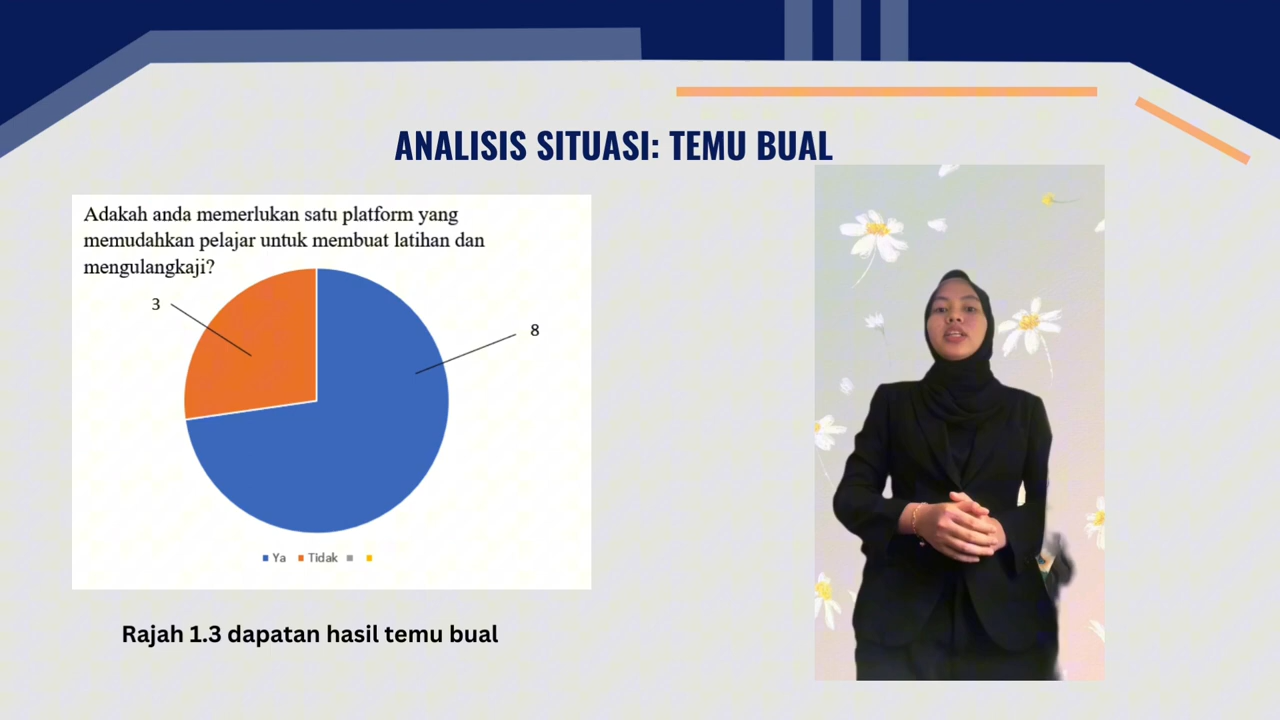 ANALISIS SITUASI: TEMU BUAL
Adakah anda memerlukan satu platform yang
memudahkan pelajar untuk membuat latihan dan
mengulangkaji?
3
8
Ya Tidak
Rajah 1.3 dapatan hasil temu bual